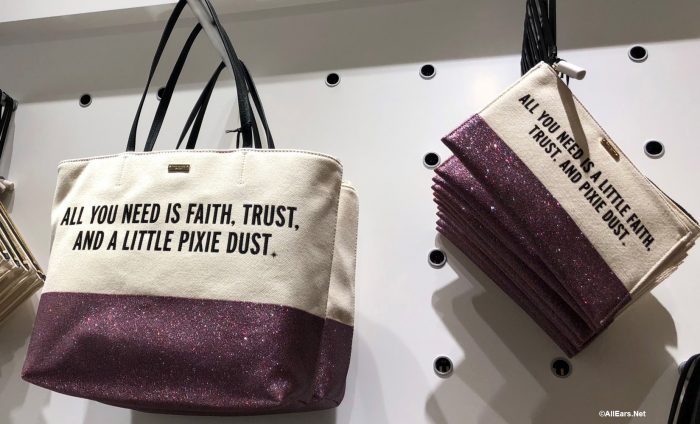 ALL YOU NEED IS FAITH, TRUST,
AND A LITTLE PIXIE DUST.
ALL YOU NEED IS A LITTLE FAITH,
TRUST, AND PIXIE DUST.
©AllEars.Net